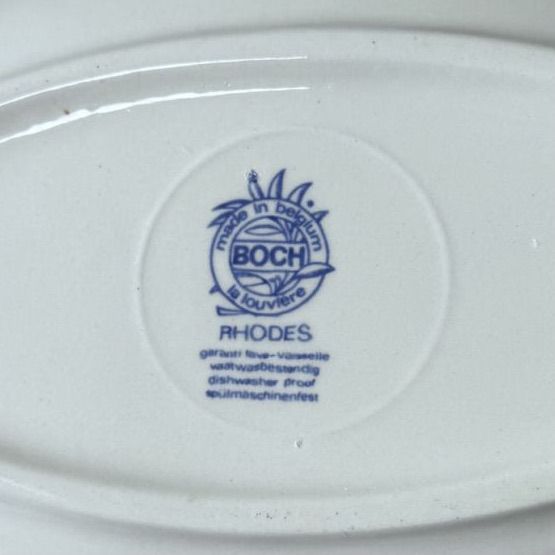 made in belgium
BOCH
la louvière
RHODES
garanti lave-vaisselle
vaatwasbestendig
dishwasher proof
spülmaschinenfest